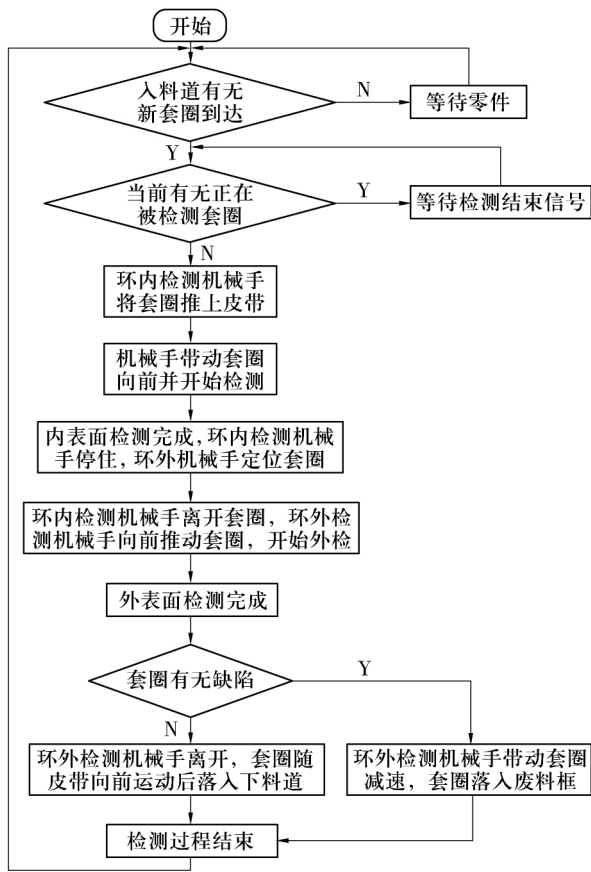 开始
入料道有无
新套圈到达
N
等待零件
Y
当前有无正在
被检测套圈
Y
等待检测结束信号
N
环内检测机械手
将套圈推上皮带
机械手带动套圈
向前并开始检测
内表面检测完成,环内检测机械
手停住,环外机械手定位套圈
环内检测机械手离开套圈，环外检
测机械手向前推动套圈，开始外检
外表面检测完成
套圈有无缺陷
Y
N
环外检测机械手离开，套圈随
皮带向前运动后落入下料道
环外检测机械手带动套圈
减速，套圈落入废料框
检测过程结束